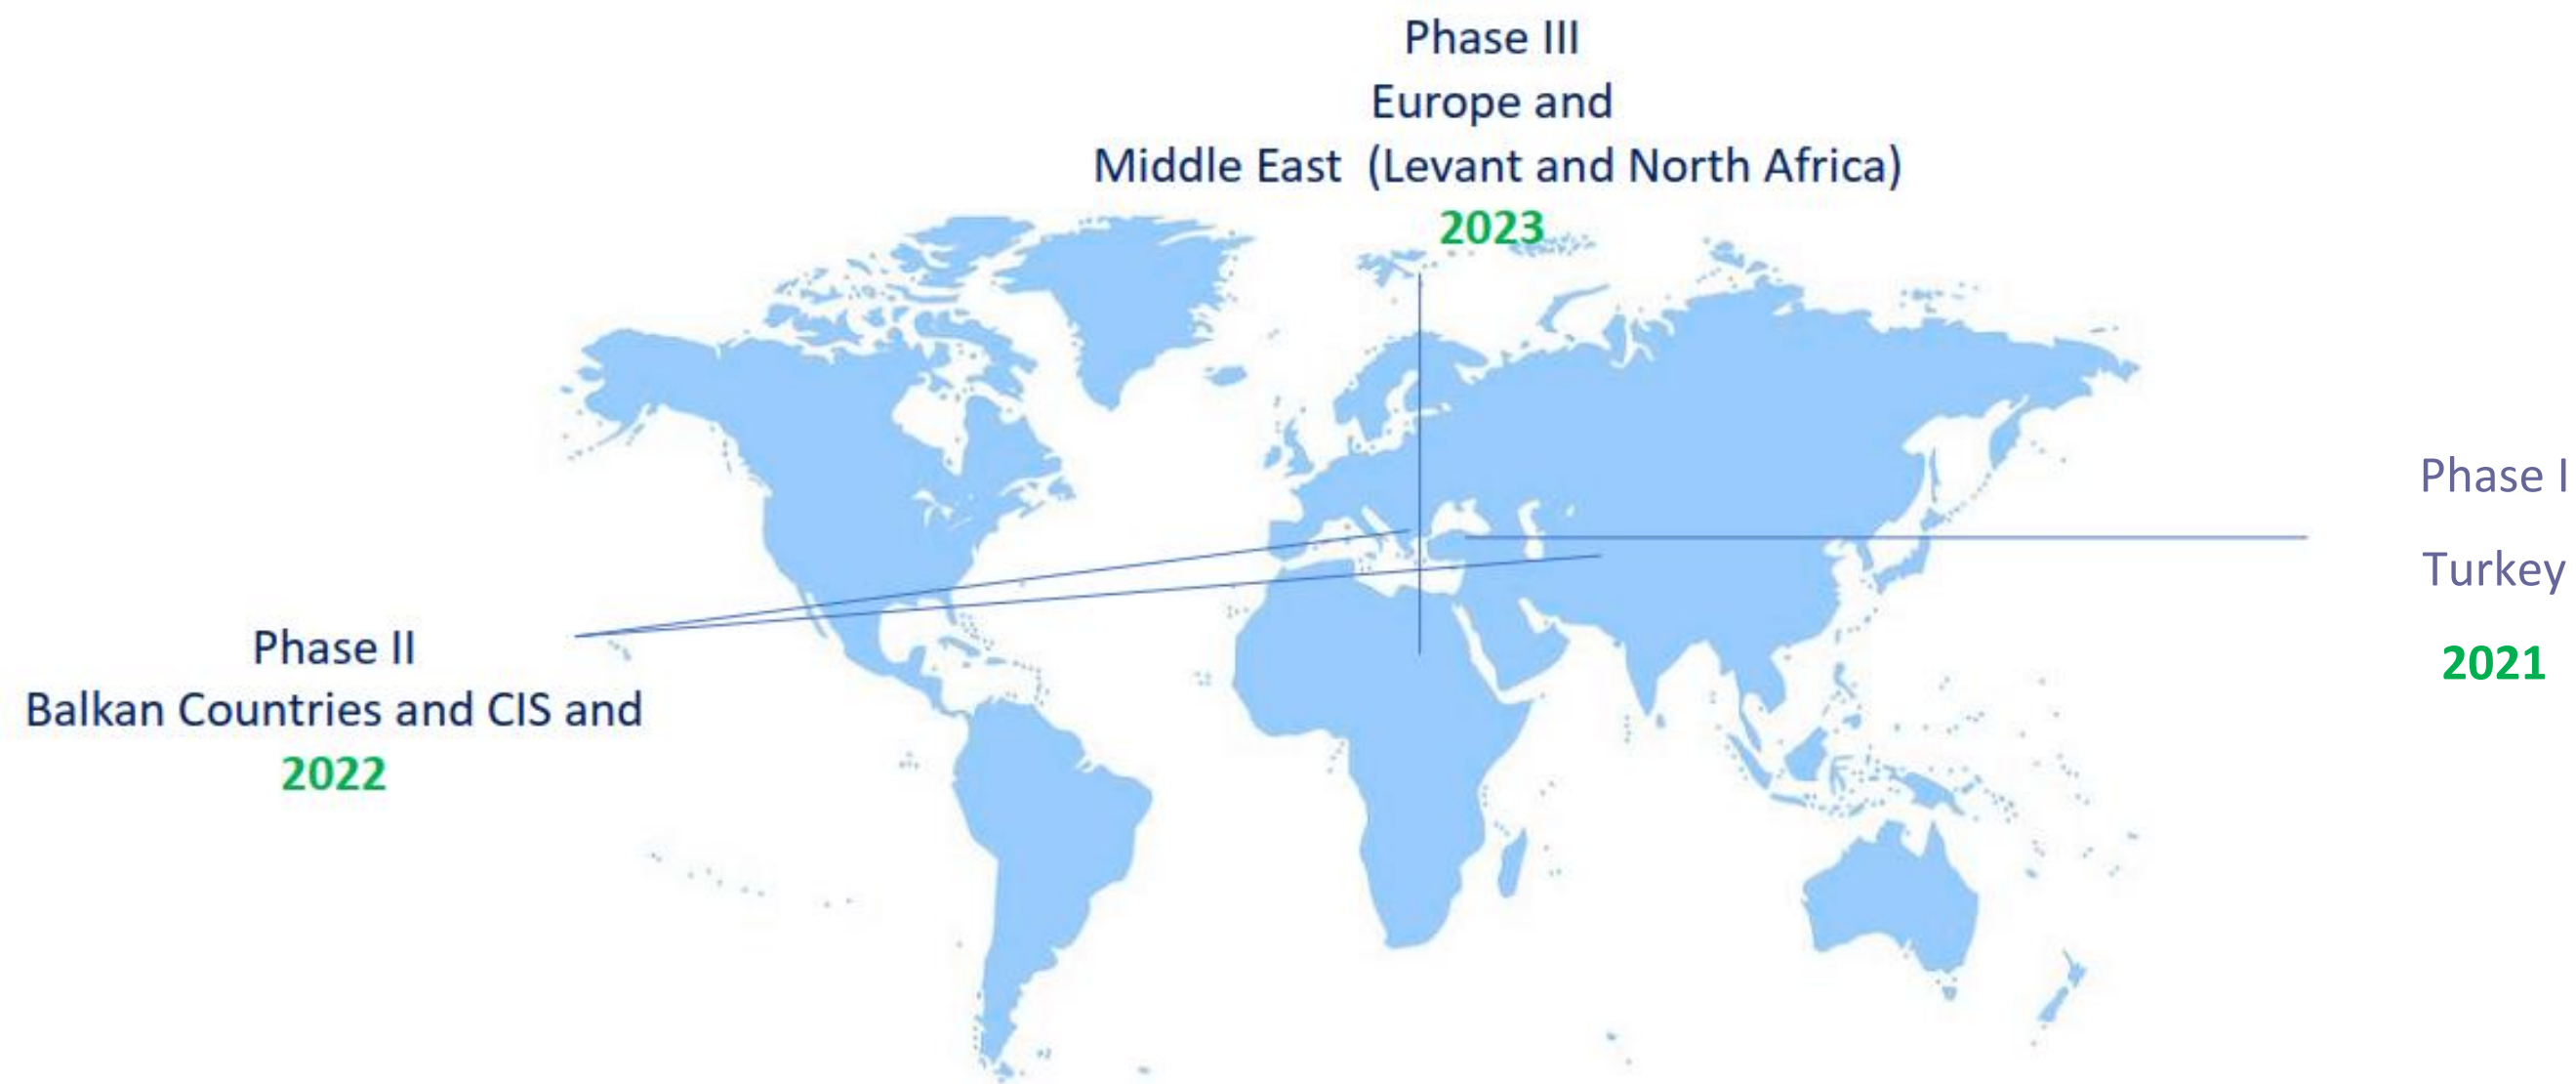 Phase III
Europe and
Middle East (Levant and North Africa)
2023
Phase I
Turkey
2021
Phase II
Balkan Countries and CIS and
2022